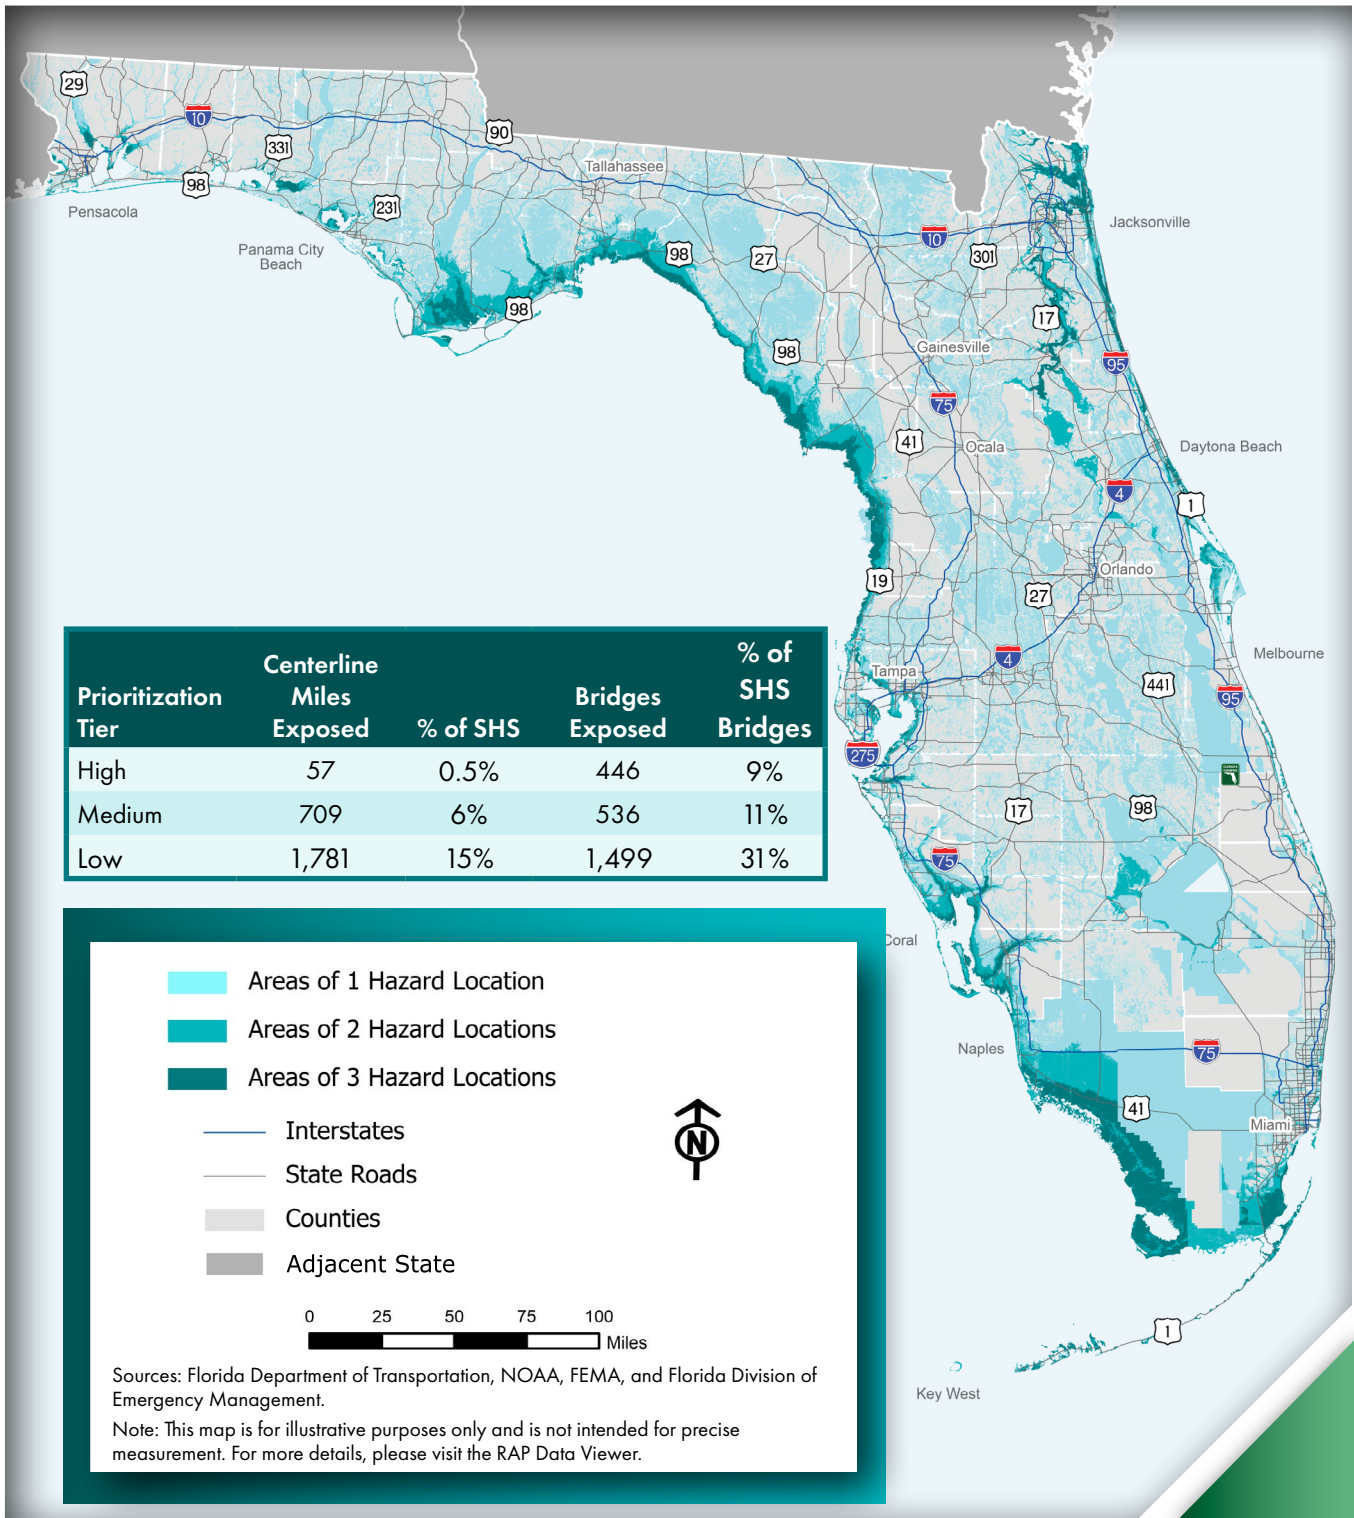 29
10
331
90
98
231
Tallahassee
Pensacola
Panama City
Beach
98
27
98
10
301
Jacksonville
17
98
Gainesville
95
75
41
Ocala
Daytona Beach
4
1
19
27
Orlando
4
Tampa
441
Melbourne
95
275
17
98
75
Coral
Naples
75
41
Miami
1
Key West
Prioritization Tier
Centerline Miles Exposed
% of SHS
Bridges Exposed
% of SHS Bridges
High 57 0.5% 446 9%
Medium 709 6% 536 11%
Low 1,781 15% 1,499 31%
Areas of 1 Hazard Location
Areas of 2 Hazard Locations
Areas of 3 Hazard Locations
Interstates
State Roads
Counties
Adjacent State
N
0 25 50 75 100
Miles
Sources: Florida Department of Transportation, NOAA, FEMA, and Florida Division of
Emergency Management.
Note: This map is for illustrative purposes only and is not intended for precise
measurement. For more details, please visit the RAP Data Viewer.